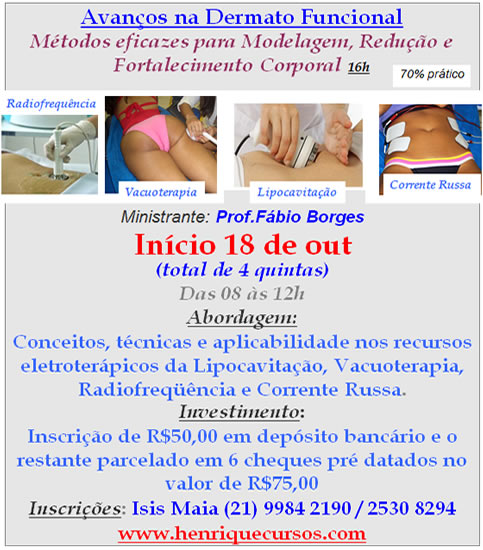 Avanços na Dermato Funcional
Métodos eficazes para Modelagem, Redução e
Fortalecimento Corporal 16h
70% prático
Radiofrequência
Vacuoterapia
Lipocavitação
Corrente Russa
Ministrante: Prof.Fábio Borges
Início 18 de out
(total de 4 quintas)
Das 08 às 12h
Abordagem:
Conceitos, técnicas e aplicabilidade nos recursos
eletroterápicos da Lipocavitação, Vacuoterapia,
Radiofreqüência e Corrente Russa.
Investimento:
Inscrição de R$50,00 em depósito bancário e o
restante parcelado em 6 cheques pré datados no
valor de R$75,00
Inscrições: Isis Maia (21) 9984 2190 / 2530 8294
www.henriquecursos.com